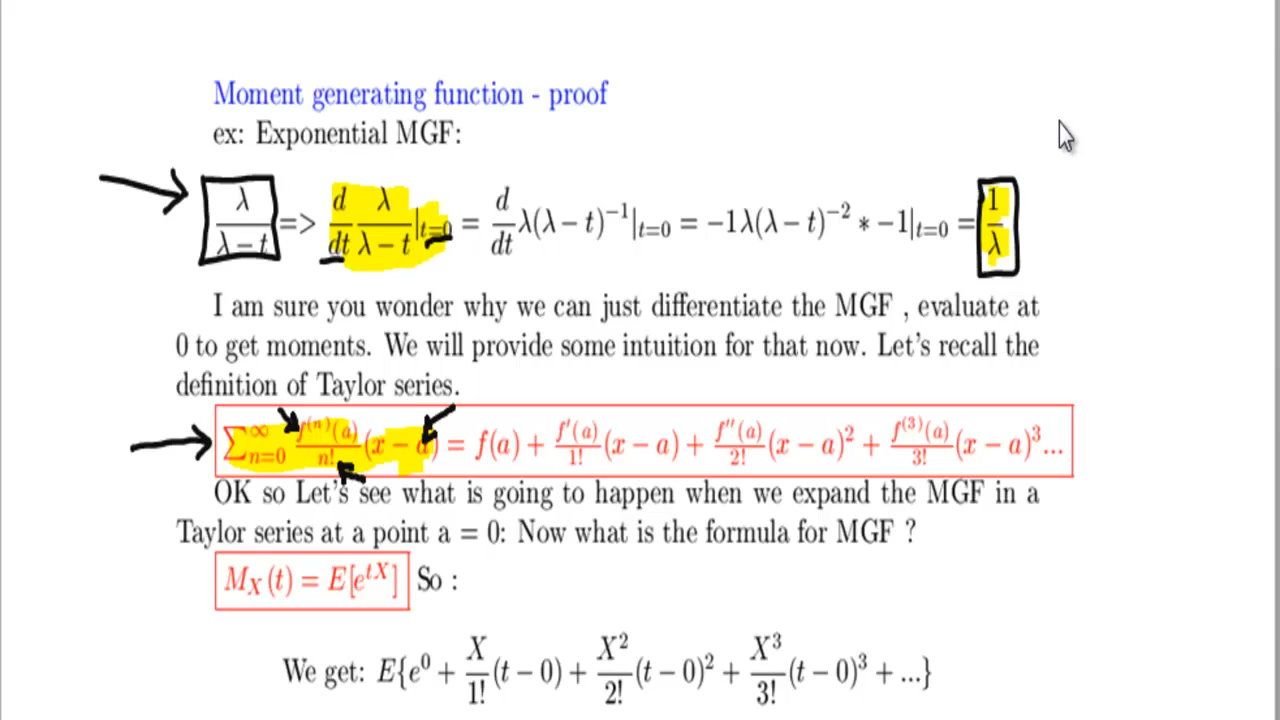 Moment generating function - proof
ex: Exponential MGF:
λ/(λ − t) => d/dt λ/(λ − t)|t=0 = d/dt λ(λ − t)^−1|t=0 = −1λ(λ − t)^−2 * −1|t=0 = 1/λ
I am sure you wonder why we can just differentiate the MGF , evaluate at
0 to get moments. We will provide some intuition for that now. Let's recall the
definition of Taylor series.
∑_{n=0}^{∞} f^(n)(a)/n! (x − a) = f(a) + f′(a)/1! (x − a) + f″(a)/2! (x − a)^2 + f^(3)(a)/3! (x − a)^3...
OK so Let's see what is going to happen when we expand the MGF in a
Taylor series at a point a = 0: Now what is the formula for MGF ?
M_X(t) = E[e^{tX}] So :
We get: E{e^0 + X/1! (t − 0) + X^2/2! (t − 0)^2 + X^3/3! (t − 0)^3 + ...}